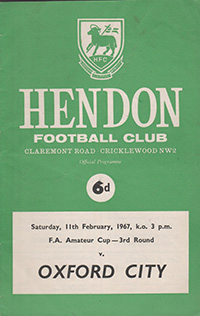 HFC
HENDON
FOOTBALL CLUB
CLAREMONT ROAD CRICKLEWOOD NW2
Official Programme
6d
Saturday, 11th February, 1967, k.o. 3 p.m.
F.A. Amateur Cup—3rd Round
v.
OXFORD CITY